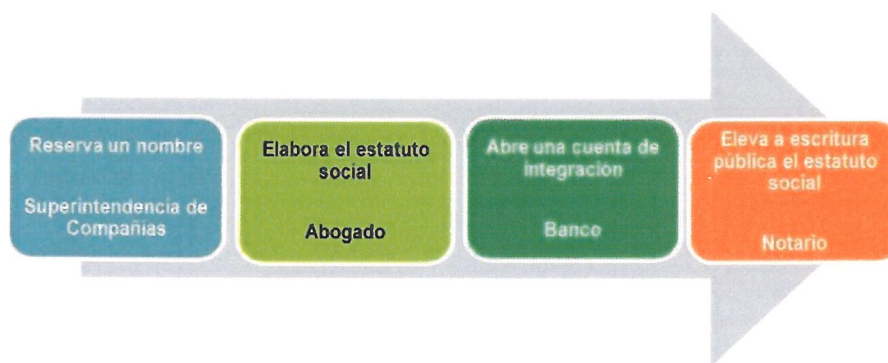 Reserva un nombre
Superintendencia de
Compañías
Elabora el estatuto
social
Abogado
Abre una cuenta de
integración
Banco
Eleva a escritura
pública el estatuto
social
Notario